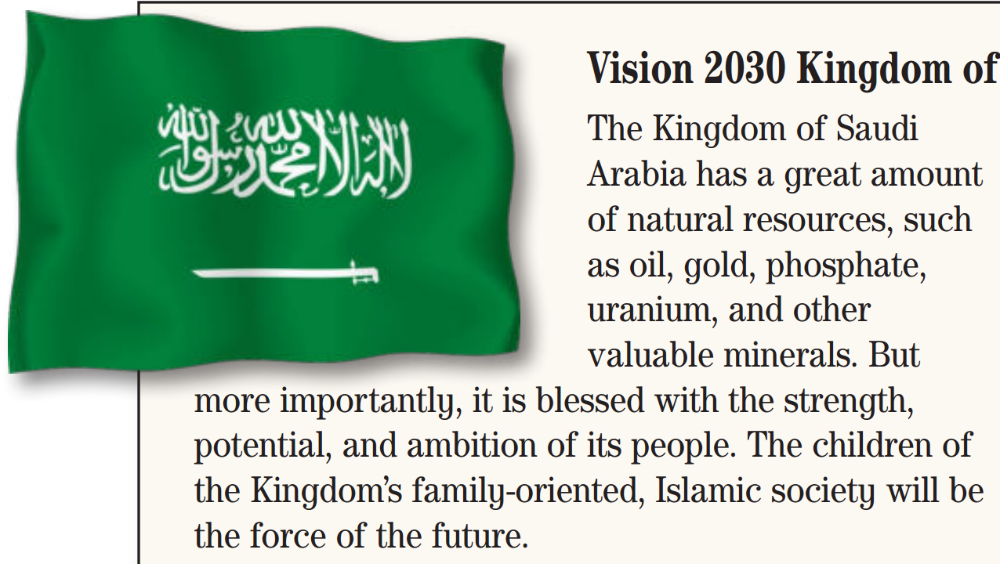 لا إله إلا الله محمد رسول الله
Vision 2030 Kingdom of
The Kingdom of Saudi
Arabia has a great amount
of natural resources, such
as oil, gold, phosphate,
uranium, and other
valuable minerals. But
more importantly, it is blessed with the strength,
potential, and ambition of its people. The children of
the Kingdom’s family-oriented, Islamic society will be
the force of the future.